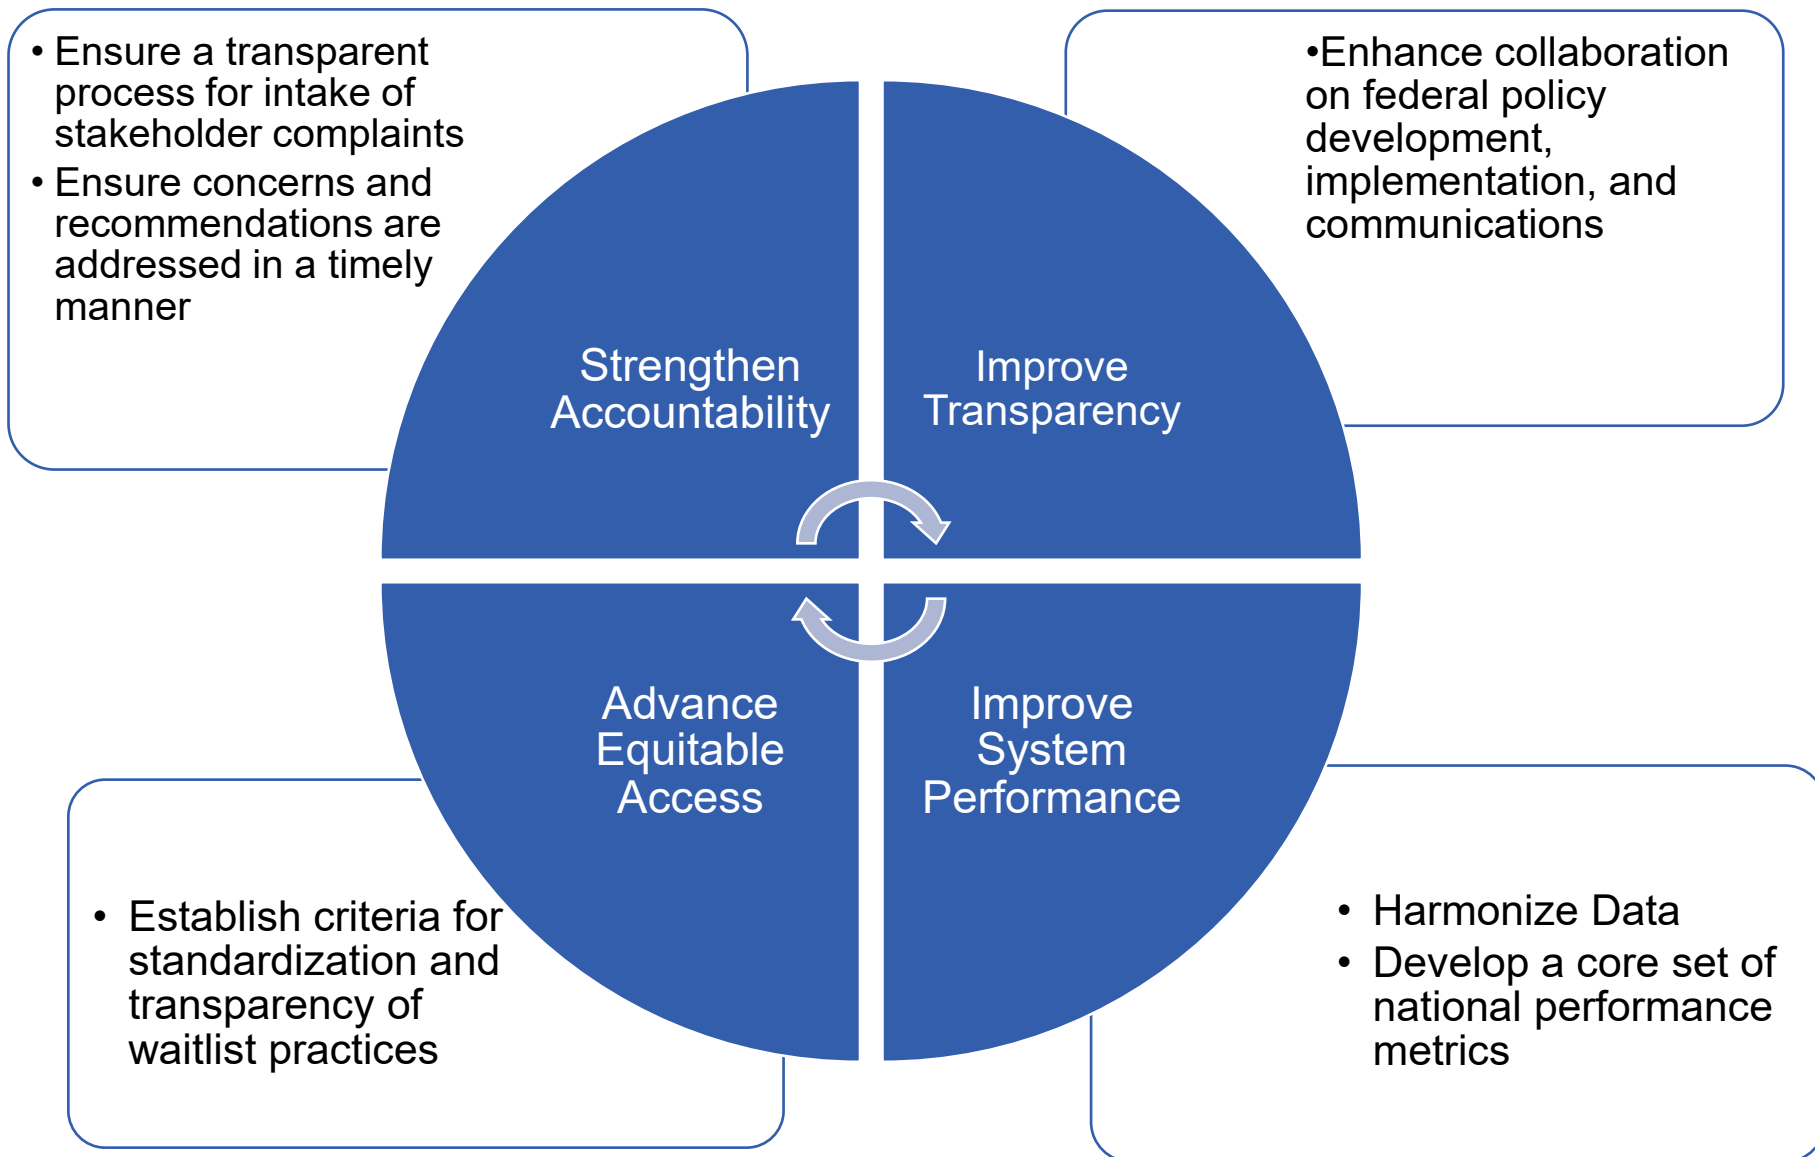 • Ensure a transparent
process for intake of
stakeholder complaints
• Ensure concerns and
recommendations are
addressed in a timely
manner
•Enhance collaboration
on federal policy
development,
implementation, and
communications
Strengthen
Accountability
Improve
Transparency
Advance
Equitable
Access
Improve
System
Performance
• Establish criteria for
standardization and
transparency of
waitlist practices
• Harmonize Data
• Develop a core set of
national performance
metrics